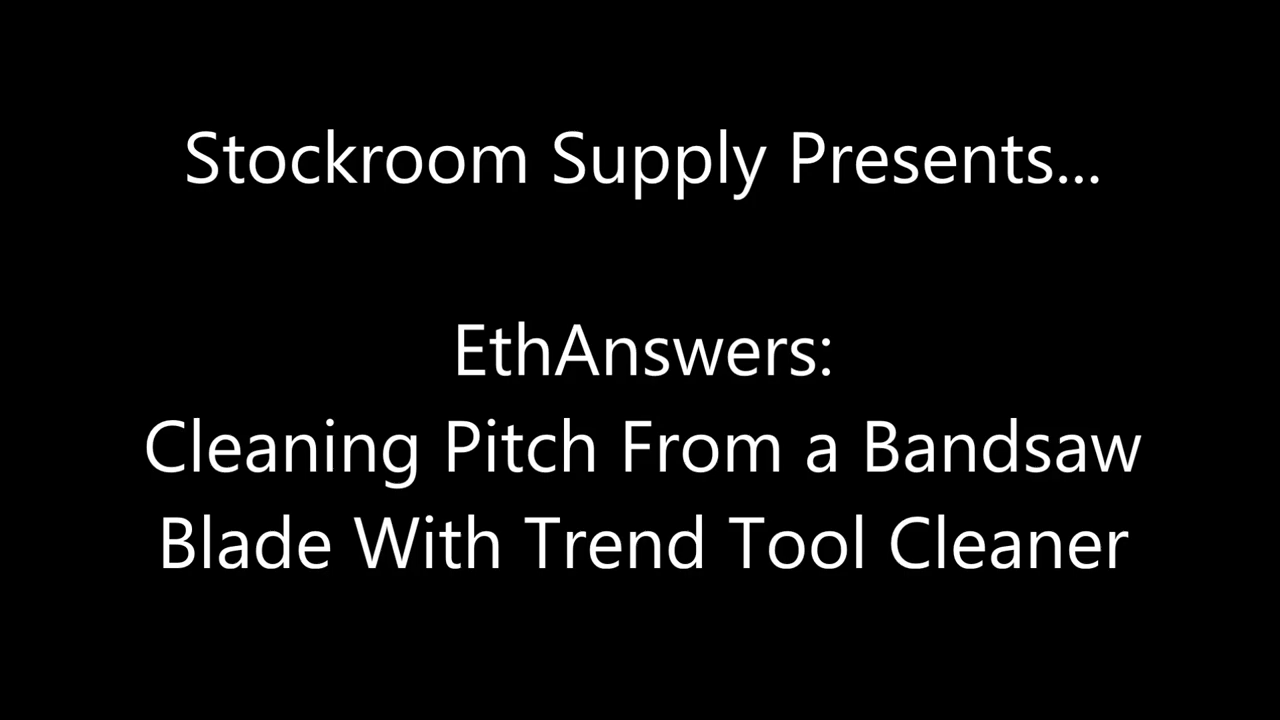 Stockroom Supply Presents...
EthAnswers:
Cleaning Pitch From a Bandsaw
Blade With Trend Tool Cleaner